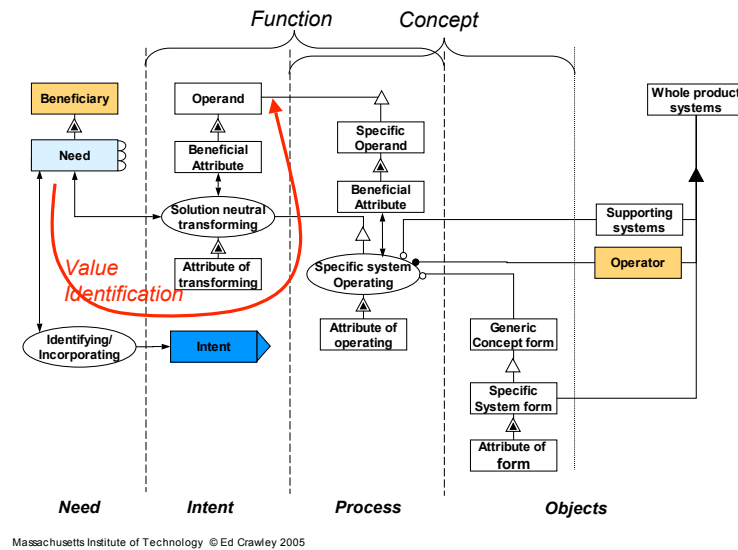 Function
Concept
Beneficiary
Need
Operand
Beneficial
Attribute
Solution neutral
transforming
Attribute of
transforming
Value
Identification
Identifying/
Incorporating
Intent
Specific
Operand
Beneficial
Attribute
Specific system
Operating
Attribute of
operating
Generic
Concept form
Specific
System form
Attribute of
form
Whole product
systems
Supporting
systems
Operator
Need
Intent
Process
Objects
Massachusetts Institute of Technology © Ed Crawley 2005